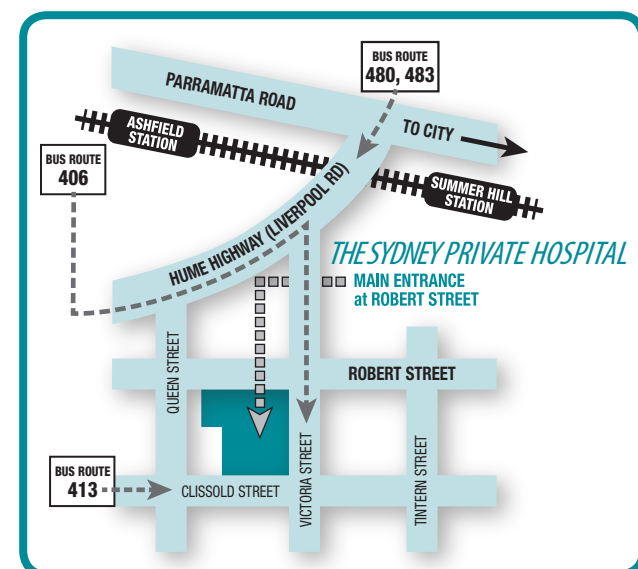 BUS ROUTE
480, 483
PARRAMATTA ROAD
TO CITY
ASHFIELD
STATION
BUS ROUTE
406
SUMMER HILL
STATION
HUME HIGHWAY (LIVERPOOL RD)
THE SYDNEY PRIVATE HOSPITAL
MAIN ENTRANCE
at ROBERT STREET
QUEEN STREET
ROBERT STREET
VICTORIA STREET
TINTERN STREET
BUS ROUTE
413
CLISSOLD STREET